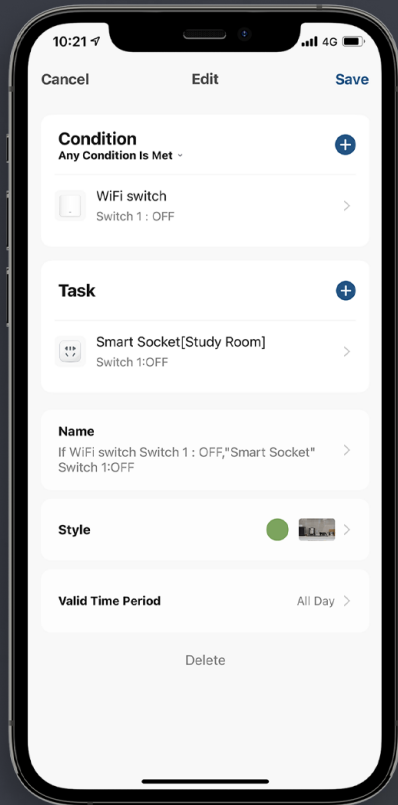 10:21 4G
Cancel Edit Save
Condition
Any Condition Is Met
WiFi switch
Switch 1 : OFF
Task
Smart Socket[Study Room]
Switch 1:OFF
Name
If WiFi switch Switch 1 : OFF,"Smart Socket"
Switch 1:OFF
Style
Valid Time Period All Day
Delete